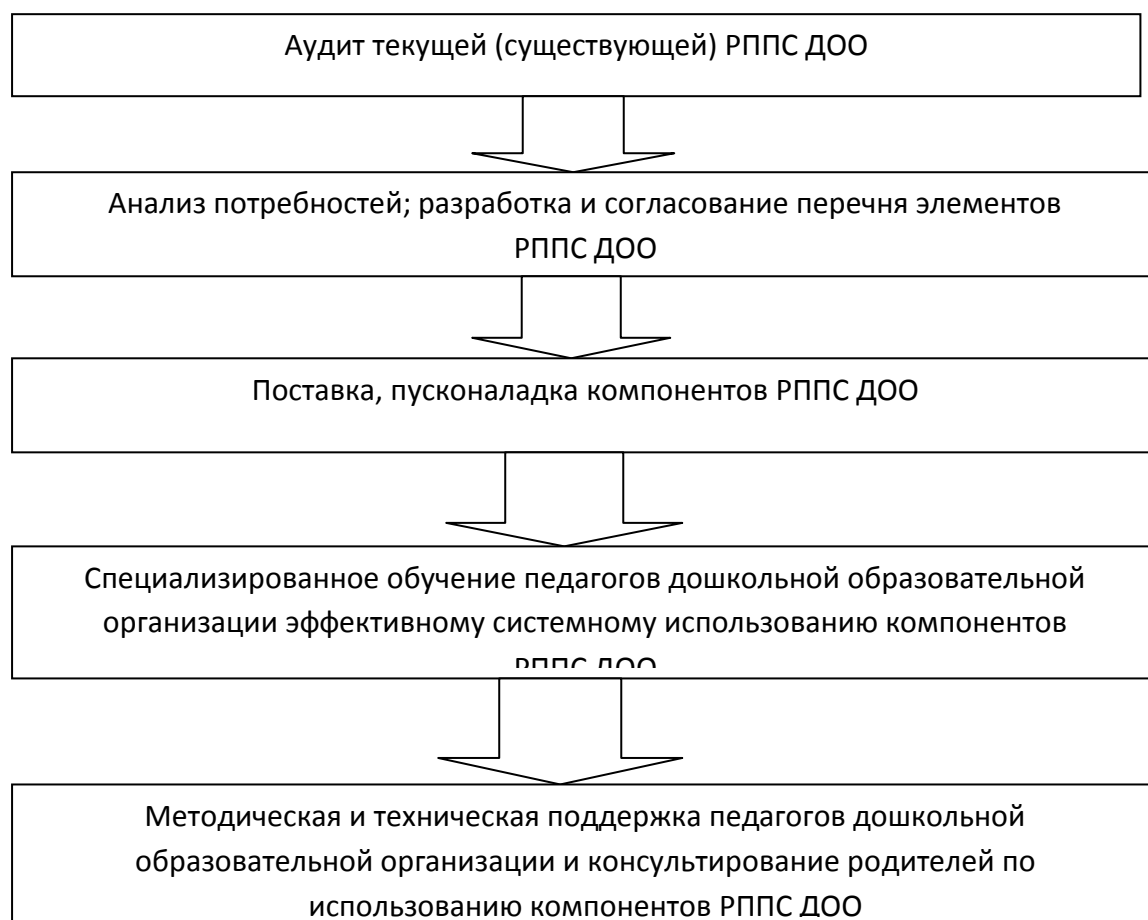 Аудит текущей (существующей) РППС ДОО
Анализ потребностей; разработка и согласование перечня элементов
РППС ДОО
Поставка, пусконаладка компонентов РППС ДОО
Специализированное обучение педагогов дошкольной образовательной
организации эффективному системному использованию компонентов
РППС ДОО
Методическая и техническая поддержка педагогов дошкольной
образовательной организации и консультирование родителей по
использованию компонентов РППС ДОО